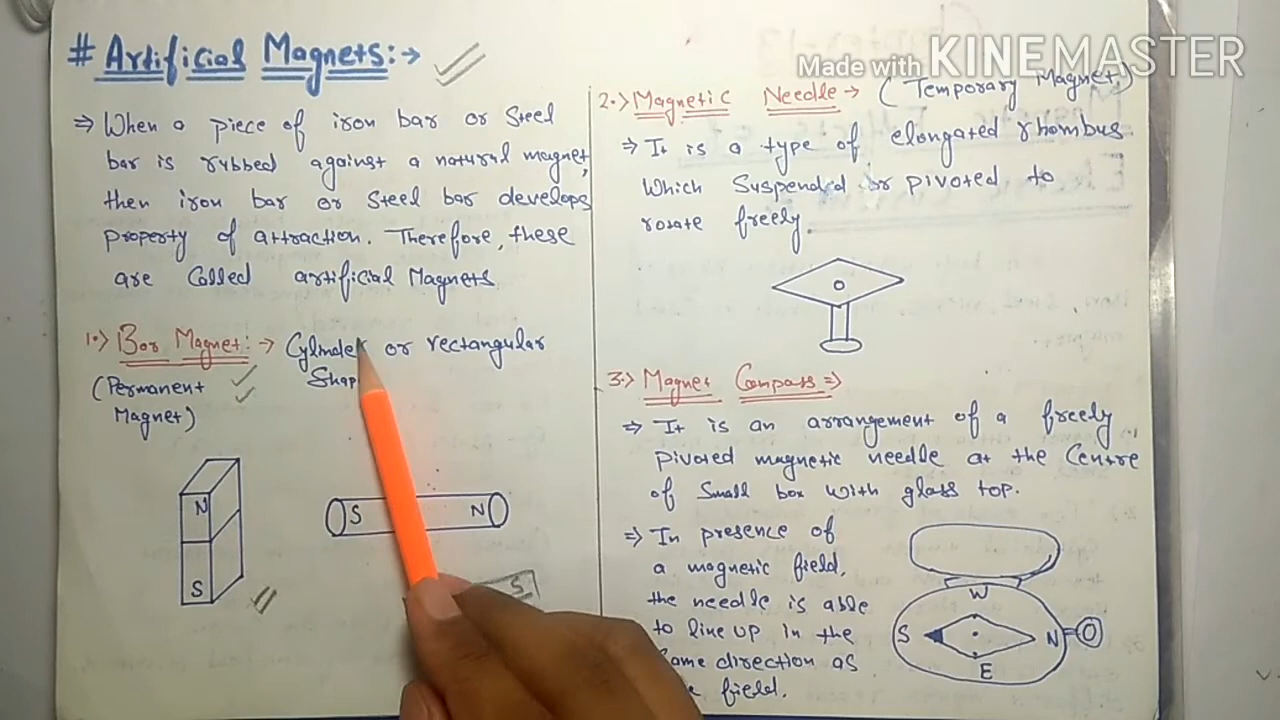 # Artificial Magnets:→
⇒ When a piece of iron bar or Steel
bar is rubbed against a natural magnet,
then iron bar or Steel bar develops
property of attraction. Therefore, these
are Called artificial Magnets.
1.> Bar Magnet:→ Cylinder or rectangular
(Permanent
Magnet)
N
S
S N
S
Made with KINEMASTER
2.> Magnetic Needle → (Temporary Magnet)
⇒ It is a type of elongated rhombus
Which Suspended or pivoted to
rotate freely.
3.> Magnet Compass ⇒
⇒ It is an arrangement of a freely
pivoted magnetic needle at the Centre
of Small box with glass top.
⇒ In presence of
a magnetic field,
the needle is able
to line up in the
Same direction as
field.
W
S N
E